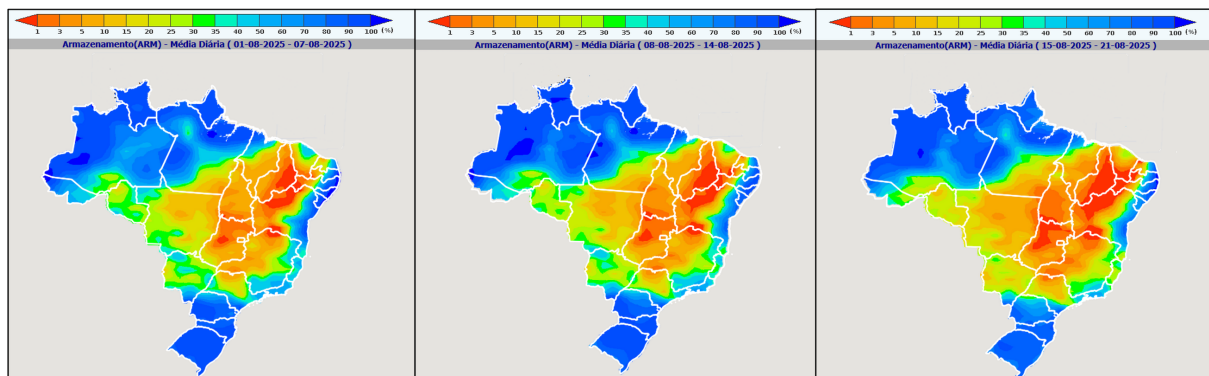 1 3 5 10 15 20 25 30 35 40 50 60 70 80 90 100 (%)
Armazenamento(ARM) - Média Diária ( 01-08-2025 - 07-08-2025 )
1 3 5 10 15 20 25 30 35 40 50 60 70 80 90 100 (%)
Armazenamento(ARM) - Média Diária ( 08-08-2025 - 14-08-2025 )
1 3 5 10 15 20 25 30 35 40 50 60 70 80 90 100 (%)
Armazenamento(ARM) - Média Diária ( 15-08-2025 - 21-08-2025 )